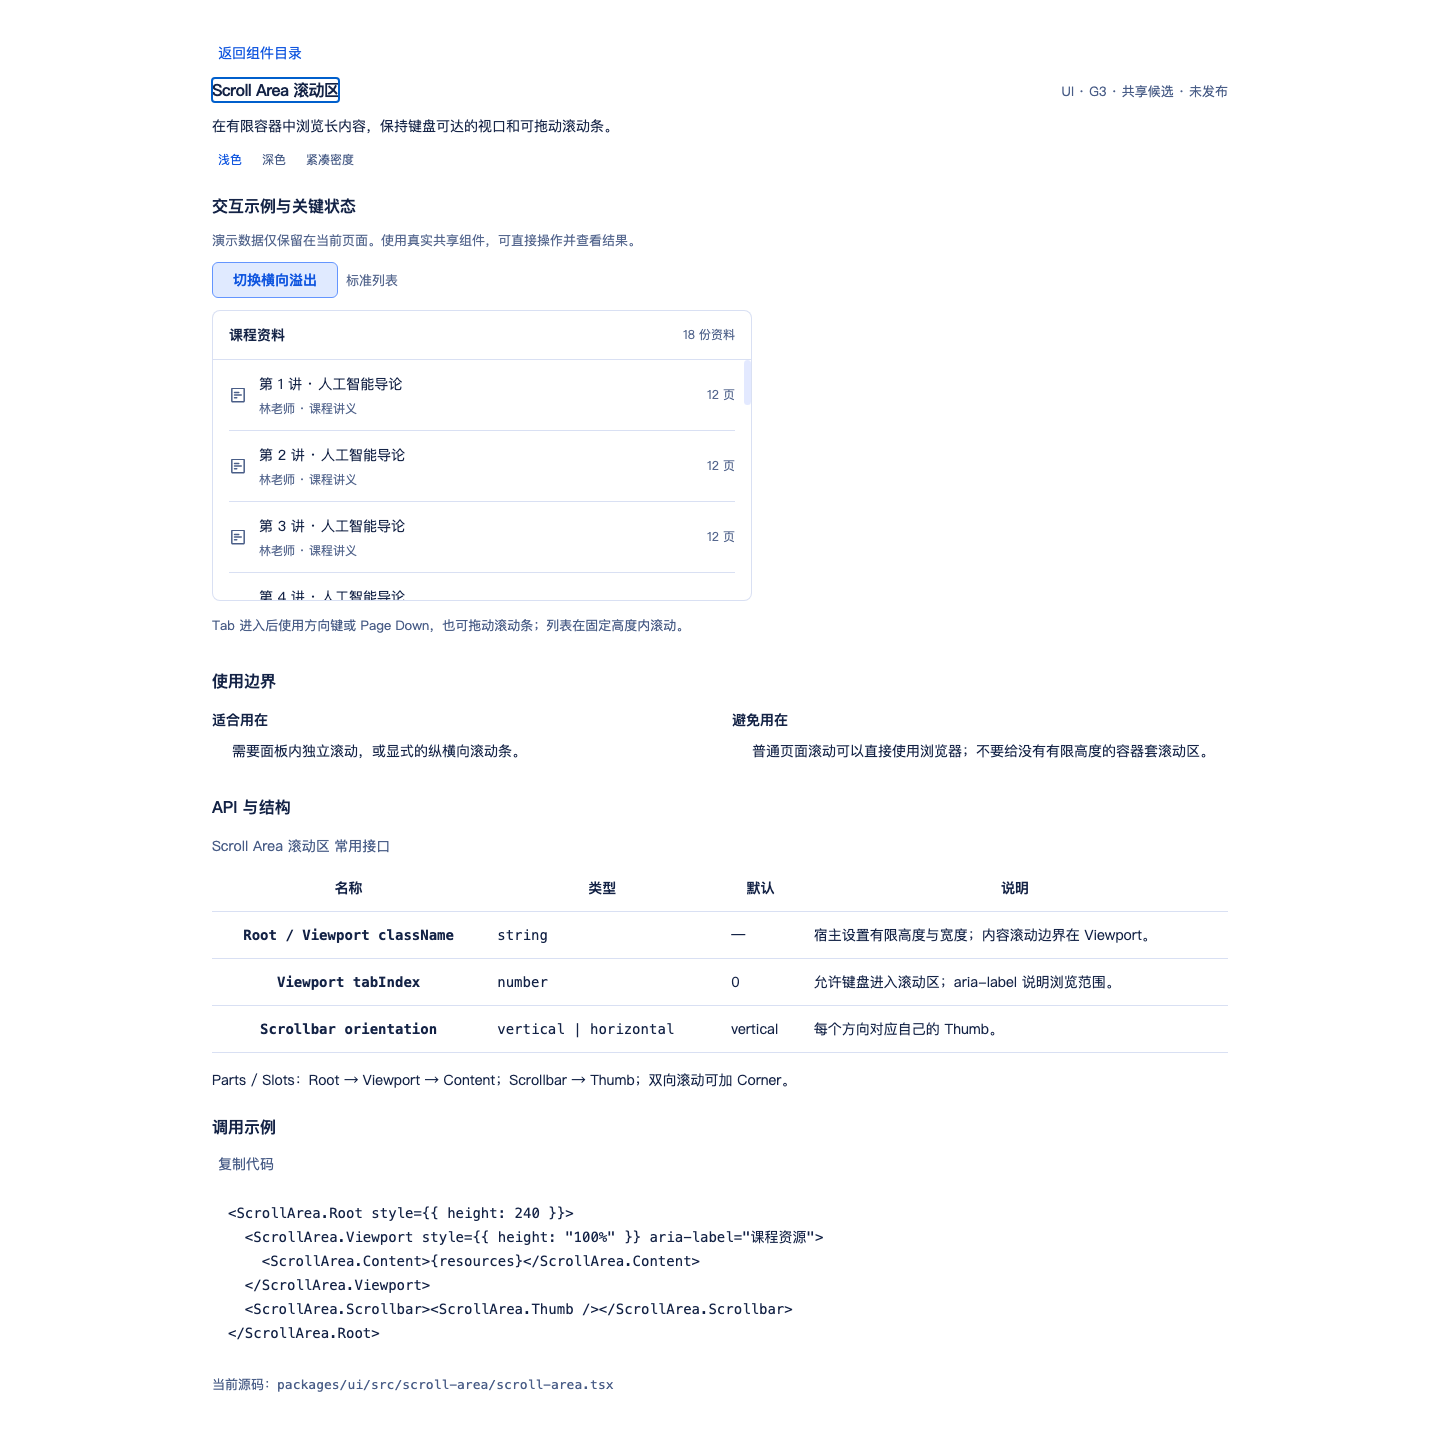 返回组件目录
Scroll Area 滚动区
UI · G3 · 共享候选 · 未发布
在有限容器中浏览长内容，保持键盘可达的视口和可拖动滚动条。
浅色 深色 紧凑密度
交互示例与关键状态
演示数据仅保留在当前页面。使用真实共享组件，可直接操作并查看结果。
切换横向溢出 标准列表
课程资料 18 份资料
第 1 讲 · 人工智能导论
林老师 · 课程讲义
12 页
第 2 讲 · 人工智能导论
林老师 · 课程讲义
12 页
第 3 讲 · 人工智能导论
林老师 · 课程讲义
12 页
第 4 讲 · 人工智能导论
Tab 进入后使用方向键或 Page Down，也可拖动滚动条；列表在固定高度内滚动。
使用边界
适合用在
需要面板内独立滚动，或显式的纵横向滚动条。
避免用在
普通页面滚动可以直接使用浏览器；不要给没有有限高度的容器套滚动区。
API 与结构
Scroll Area 滚动区 常用接口
名称 类型 默认 说明
Root / Viewport className string — 宿主设置有限高度与宽度；内容滚动边界在 Viewport。
Viewport tabIndex number 0 允许键盘进入滚动区；aria-label 说明浏览范围。
Scrollbar orientation vertical | horizontal vertical 每个方向对应自己的 Thumb。
Parts / Slots：Root → Viewport → Content；Scrollbar → Thumb；双向滚动可加 Corner。
调用示例
复制代码
<ScrollArea.Root style={{ height: 240 }}>
  <ScrollArea.Viewport style={{ height: "100%" }} aria-label="课程资源">
    <ScrollArea.Content>{resources}</ScrollArea.Content>
  </ScrollArea.Viewport>
  <ScrollArea.Scrollbar><ScrollArea.Thumb /></ScrollArea.Scrollbar>
</ScrollArea.Root>
当前源码：packages/ui/src/scroll-area/scroll-area.tsx